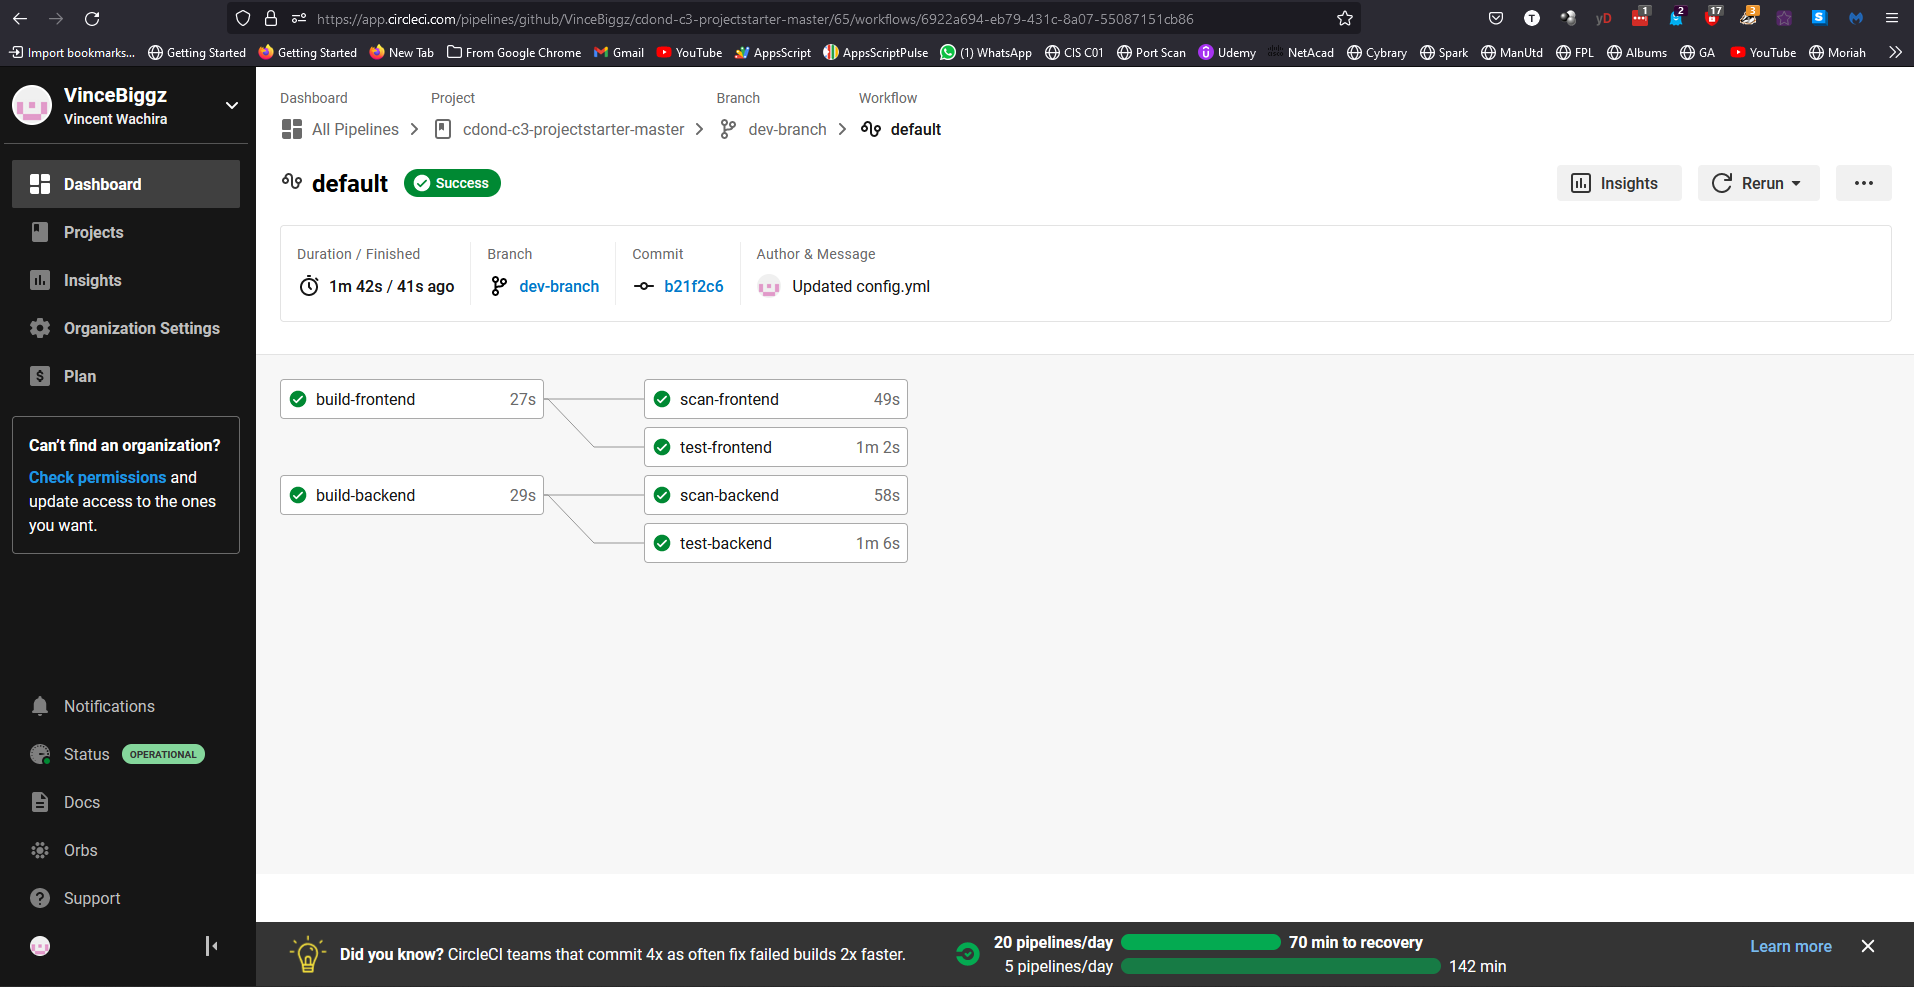 https://app.circleci.com/pipelines/github/VinceBiggz/cdond-c3-projectstarter-master/65/workflows/6922a694-eb79-431c-8a07-55087151cb86
T yD 1 2 17 3 S
Import bookmarks... Getting Started Getting Started New Tab From Google Chrome Gmail YouTube AppsScript AppsScriptPulse (1) WhatsApp CIS C01 Port Scan Udemy NetAcad Cybrary Spark ManUtd FPL Albums GA YouTube Moriah
VinceBiggz
Vincent Wachira
Dashboard
Projects
Insights
Organization Settings
Plan
Can't find an organization?
Check permissions and
update access to the ones
you want.
Notifications
Status OPERATIONAL
Docs
Orbs
Support
Dashboard Project Branch Workflow
All Pipelines cdond-c3-projectstarter-master dev-branch default
default Success
Insights Rerun
Duration / Finished Branch Commit Author & Message
1m 42s / 41s ago dev-branch b21f2c6 Updated config.yml
build-frontend 27s scan-frontend 49s
test-frontend 1m 2s
build-backend 29s scan-backend 58s
test-backend 1m 6s
Did you know? CircleCI teams that commit 4x as often fix failed builds 2x faster.
20 pipelines/day 70 min to recovery
5 pipelines/day 142 min
Learn more